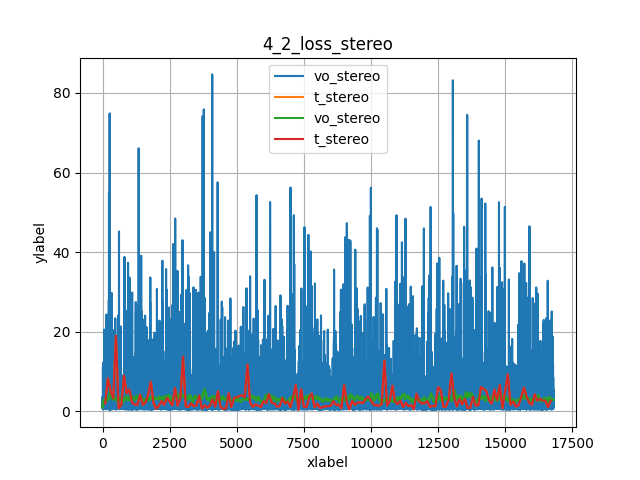 4_2_loss_stereo
vo_stereo
t_stereo
vo_stereo
t_stereo
80
60
40
20
0
ylabel
0 2500 5000 7500 10000 12500 15000 17500
xlabel